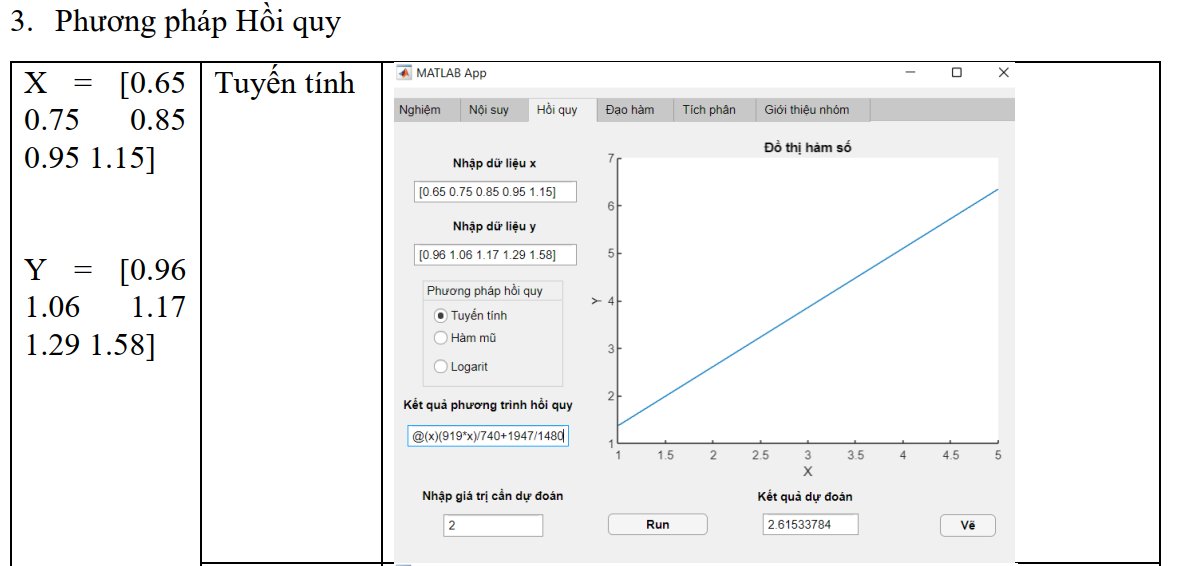 3. Phương pháp Hồi quy
X = [0.65
0.75 0.85
0.95 1.15]
Y = [0.96
1.06 1.17
1.29 1.58]
Tuyến tính
MATLAB App
Nghiệm Nội suy Hồi quy Đạo hàm Tích phân Giới thiệu nhóm
Nhập dữ liệu x
[0.65 0.75 0.85 0.95 1.15]
Nhập dữ liệu y
[0.96 1.06 1.17 1.29 1.58]
Phương pháp hồi quy
Tuyến tính
Hàm mũ
Logarit
Kết quả phương trình hồi quy
@(x)(919*x)/740+1947/1480
Nhập giá trị cần dự đoán
2
Run
Đồ thị hàm số
7
6
5
4
3
2
1
Y
1 1.5 2 2.5 3 3.5 4 4.5 5
X
Kết quả dự đoán
2.61533784
Vẽ